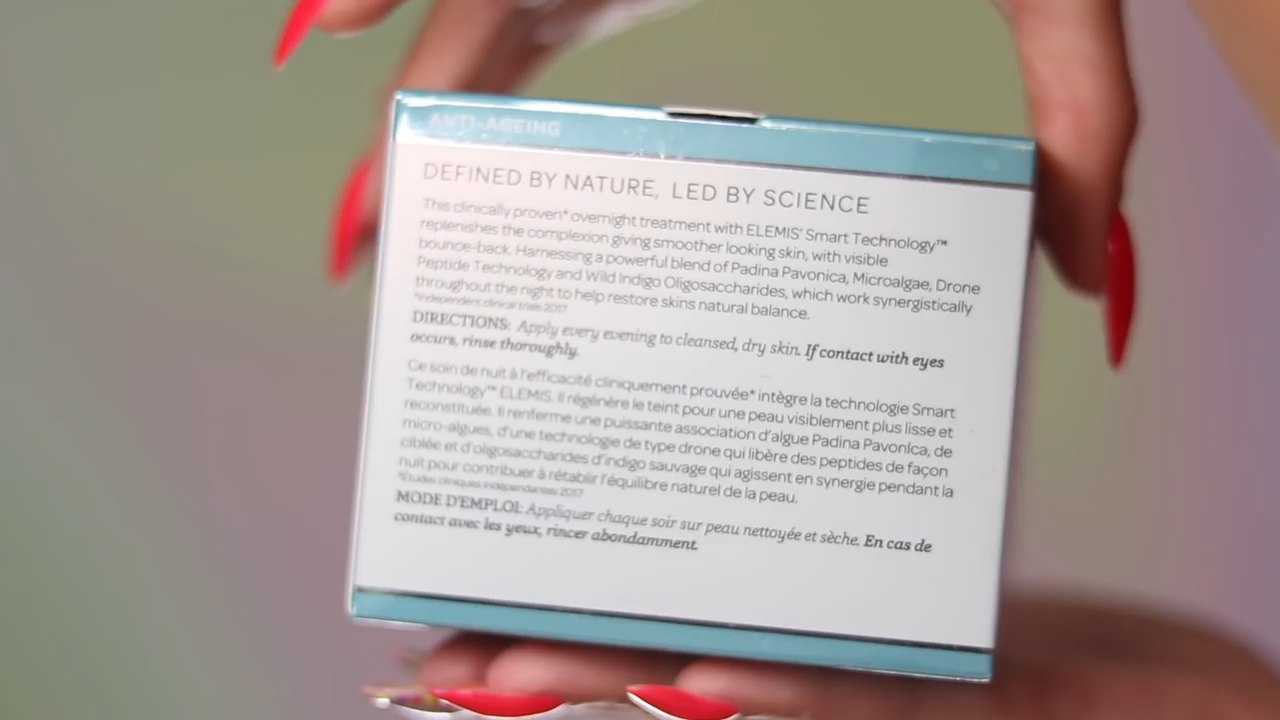 ANTI-AGEING
DEFINED BY NATURE, LED BY SCIENCE
This clinically proven* overnight treatment with ELEMIS' Smart Technology™
replenishes the complexion giving smoother looking skin, with visible
bounce-back. Harnessing a powerful blend of Padina Pavonica, Microalgae, Drone
Peptide Technology and Wild Indigo Oligosaccharides, which work synergistically
throughout the night to help restore skins natural balance.
*Independent clinical trials 2017
DIRECTIONS: Apply every evening to cleansed, dry skin. If contact with eyes
occurs, rinse thoroughly.
Ce soin de nuit à l'efficacité cliniquement prouvée* intègre la technologie Smart
Technology™ ELEMIS. Il régénère le teint pour une peau visiblement plus lisse et
reconstituée. Il renferme une puissante association d'algue Padina Pavonica, de
micro-algues, d'une technologie de type drone qui libère des peptides de façon
ciblée et d'oligosaccharides d'indigo sauvage qui agissent en synergie pendant la
nuit pour contribuer à rétablir l'équilibre naturel de la peau.
*Études cliniques indépendantes 2017
MODE D'EMPLOI: Appliquer chaque soir sur peau nettoyée et sèche. En cas de
contact avec les yeux, rincer abondamment.